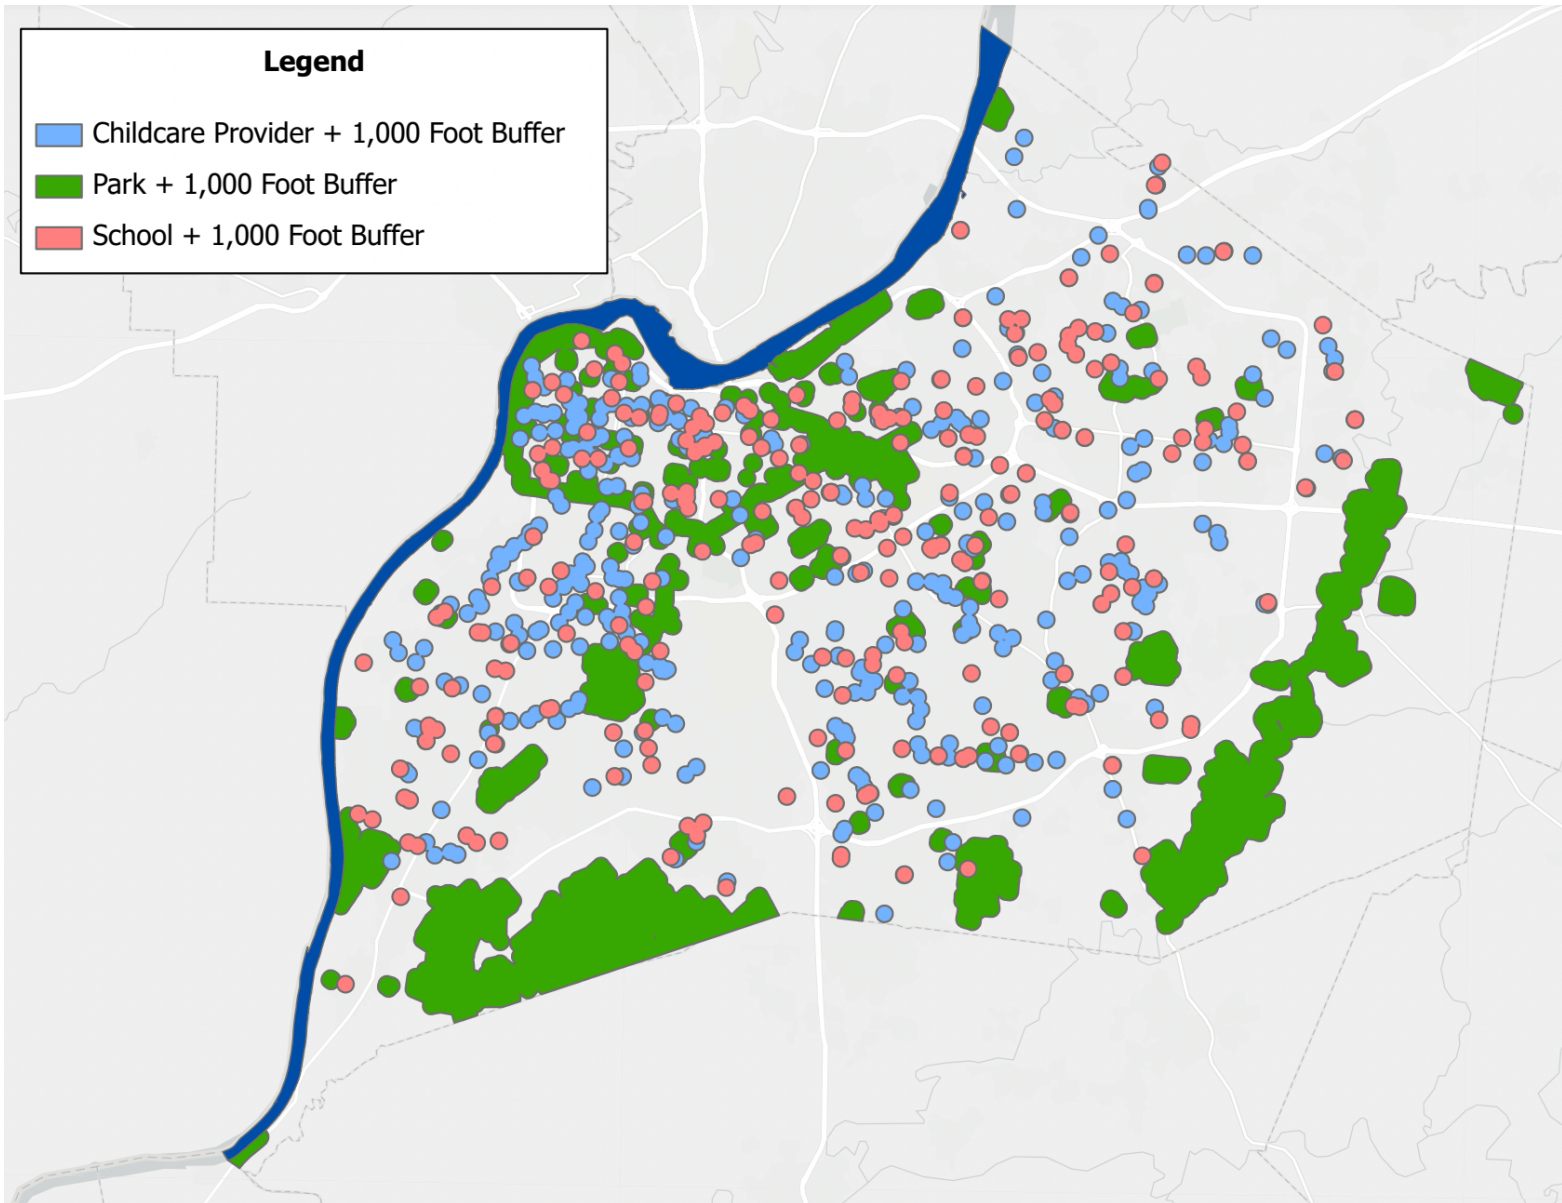 Legend
Childcare Provider + 1,000 Foot Buffer
Park + 1,000 Foot Buffer
School + 1,000 Foot Buffer